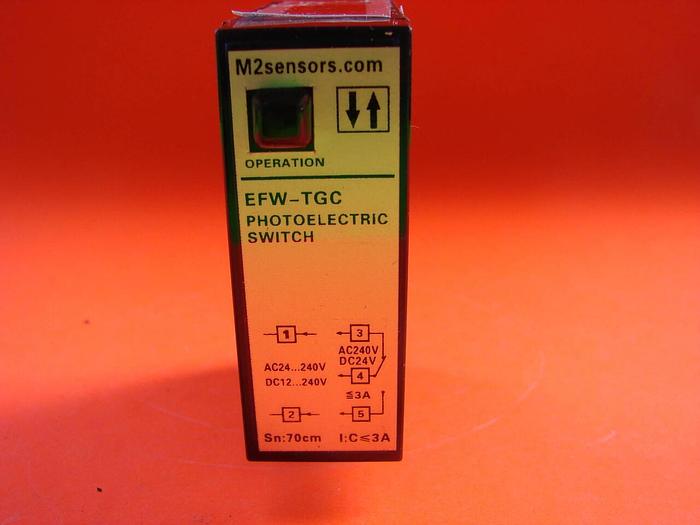 M2sensors.com
OPERATION
EFW-TGC
PHOTOELECTRIC
SWITCH
1 3
AC240V
DC24V
AC24...240V
4
DC12...240V
≦3A
2 5
Sn:70cm I:C≤3A